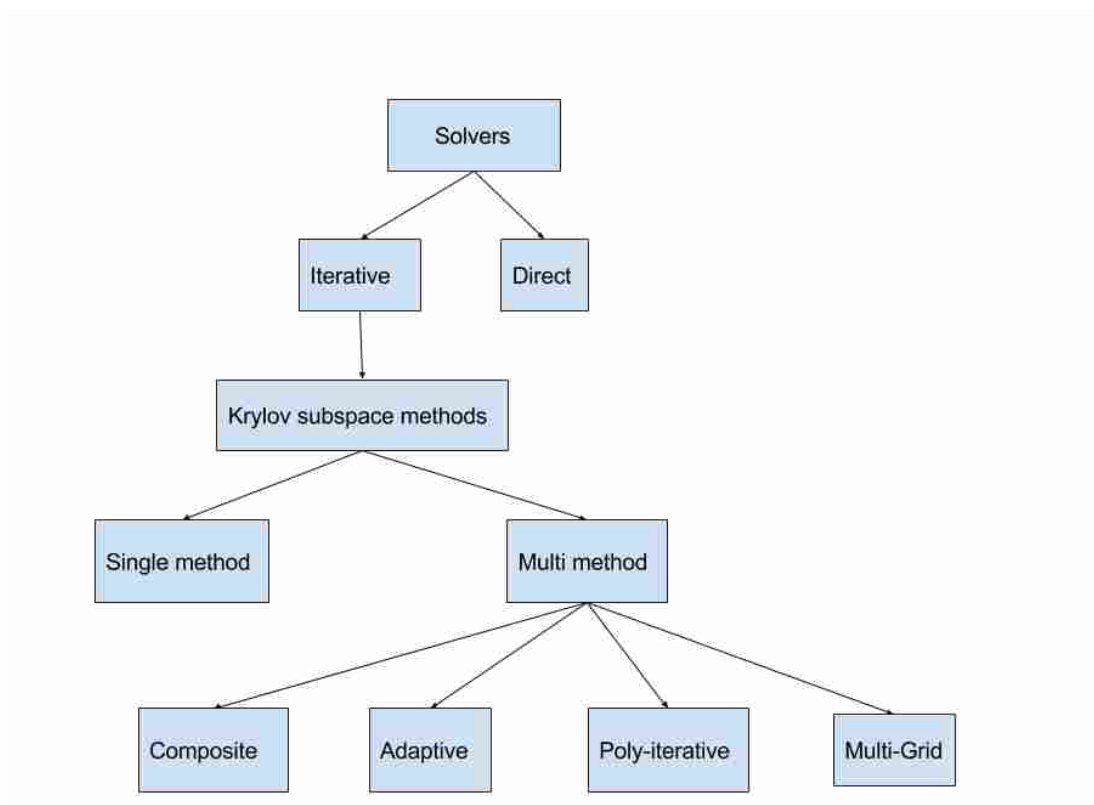 Solvers
Iterative
Direct
Krylov subspace methods
Single method
Multi method
Composite
Adaptive
Poly-iterative
Multi-Grid